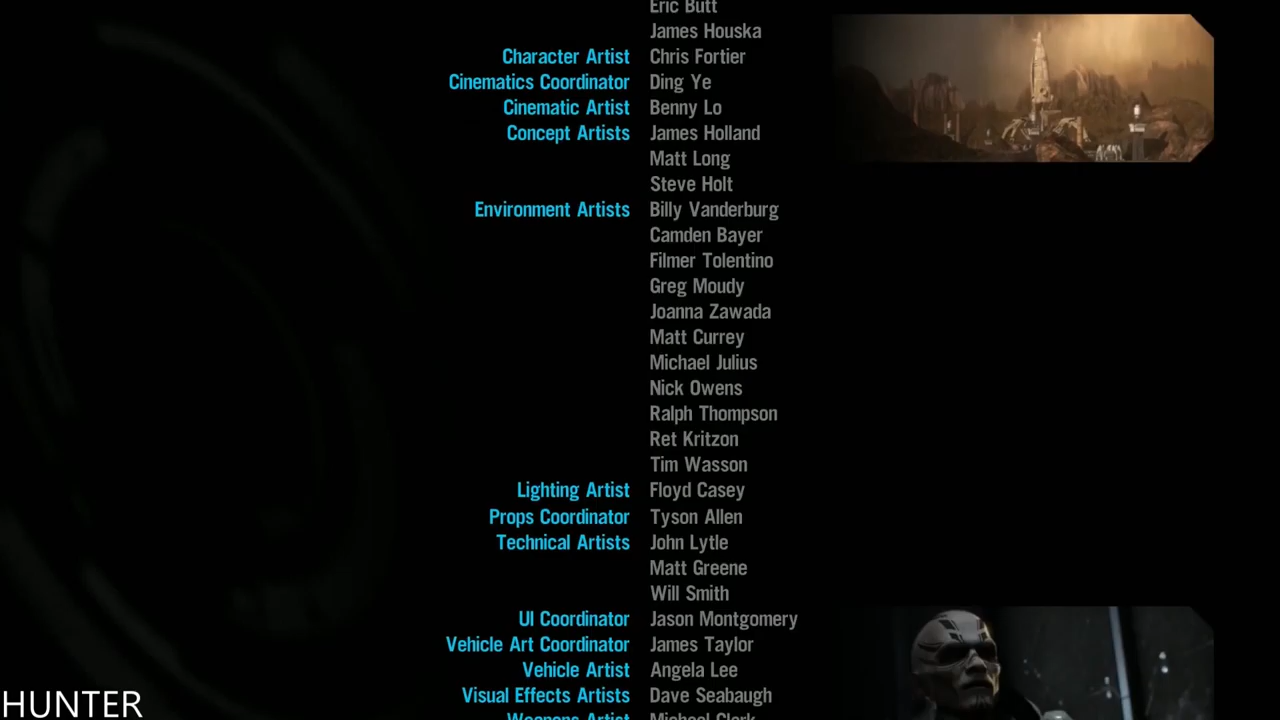 Eric Butt
James Houska
Character Artist Chris Fortier
Cinematics Coordinator Ding Ye
Cinematic Artist Benny Lo
Concept Artists James Holland
Matt Long
Steve Holt
Environment Artists Billy Vanderburg
Camden Bayer
Filmer Tolentino
Greg Moudy
Joanna Zawada
Matt Currey
Michael Julius
Nick Owens
Ralph Thompson
Ret Kritzon
Tim Wasson
Lighting Artist Floyd Casey
Props Coordinator Tyson Allen
Technical Artists John Lytle
Matt Greene
Will Smith
UI Coordinator Jason Montgomery
Vehicle Art Coordinator James Taylor
Vehicle Artist Angela Lee
Visual Effects Artists Dave Seabaugh
Weapons Artist Michael Clark
HUNTER